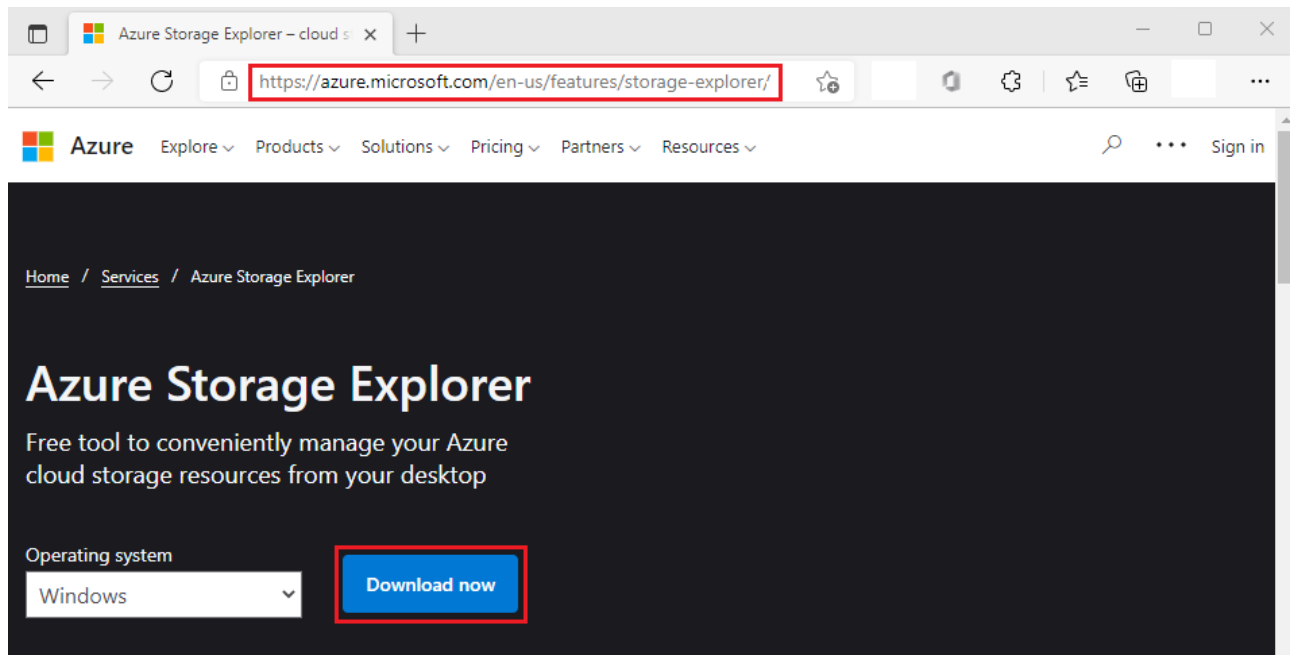 Azure Storage Explorer – cloud s
https://azure.microsoft.com/en-us/features/storage-explorer/
Azure Explore Products Solutions Pricing Partners Resources Sign in
Home / Services / Azure Storage Explorer
Azure Storage Explorer
Free tool to conveniently manage your Azure
cloud storage resources from your desktop
Operating system
Windows
Download now